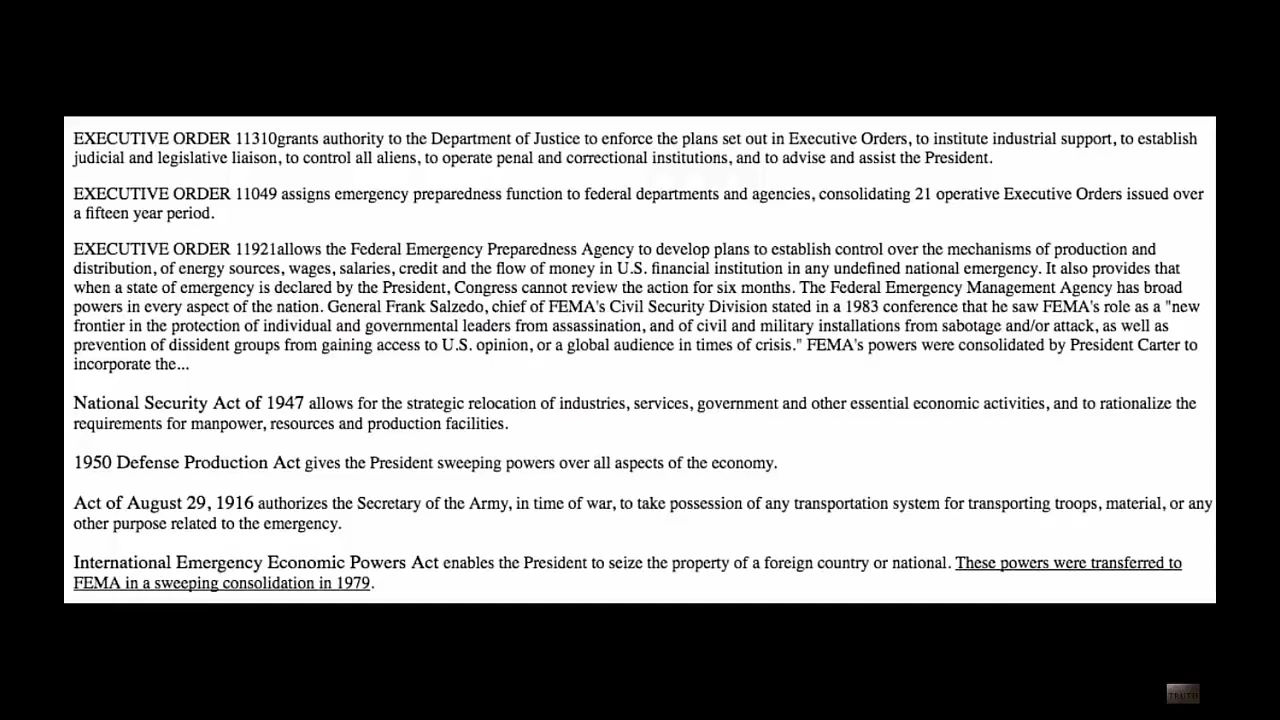 EXECUTIVE ORDER 11310grants authority to the Department of Justice to enforce the plans set out in Executive Orders, to institute industrial support, to establish
judicial and legislative liaison, to control all aliens, to operate penal and correctional institutions, and to advise and assist the President.
EXECUTIVE ORDER 11049 assigns emergency preparedness function to federal departments and agencies, consolidating 21 operative Executive Orders issued over
a fifteen year period.
EXECUTIVE ORDER 11921allows the Federal Emergency Preparedness Agency to develop plans to establish control over the mechanisms of production and
distribution, of energy sources, wages, salaries, credit and the flow of money in U.S. financial institution in any undefined national emergency. It also provides that
when a state of emergency is declared by the President, Congress cannot review the action for six months. The Federal Emergency Management Agency has broad
powers in every aspect of the nation. General Frank Salzedo, chief of FEMA's Civil Security Division stated in a 1983 conference that he saw FEMA's role as a "new
frontier in the protection of individual and governmental leaders from assassination, and of civil and military installations from sabotage and/or attack, as well as
prevention of dissident groups from gaining access to U.S. opinion, or a global audience in times of crisis." FEMA's powers were consolidated by President Carter to
incorporate the...
National Security Act of 1947 allows for the strategic relocation of industries, services, government and other essential economic activities, and to rationalize the
requirements for manpower, resources and production facilities.
1950 Defense Production Act gives the President sweeping powers over all aspects of the economy.
Act of August 29, 1916 authorizes the Secretary of the Army, in time of war, to take possession of any transportation system for transporting troops, material, or any
other purpose related to the emergency.
International Emergency Economic Powers Act enables the President to seize the property of a foreign country or national. These powers were transferred to
FEMA in a sweeping consolidation in 1979.
TRUTH